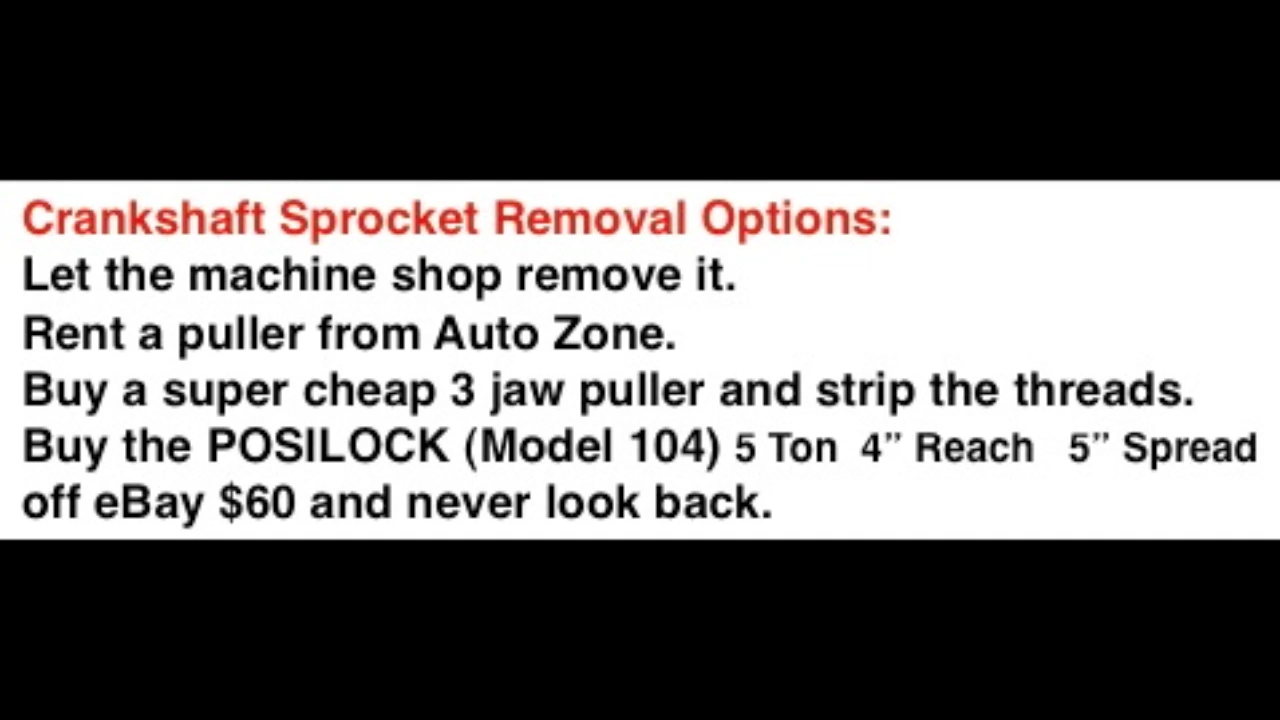 Crankshaft Sprocket Removal Options:
Let the machine shop remove it.
Rent a puller from Auto Zone.
Buy a super cheap 3 jaw puller and strip the threads.
Buy the POSILOCK (Model 104) 5 Ton 4” Reach 5” Spread
off eBay $60 and never look back.